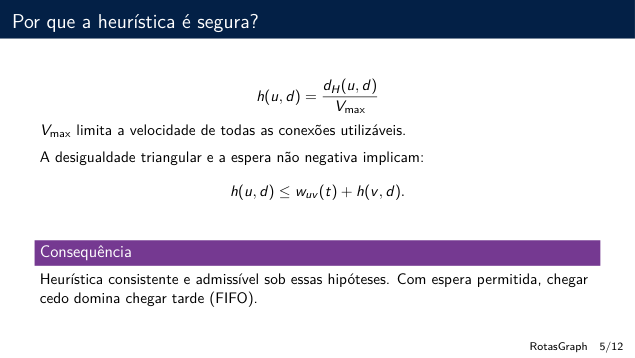 Por que a heurística é segura?
h(u, d) = d_H(u, d) / V_max
V_max limita a velocidade de todas as conexões utilizáveis.
A desigualdade triangular e a espera não negativa implicam:
h(u, d) ≤ w_uv(t) + h(v, d).
Consequência
Heurística consistente e admissível sob essas hipóteses. Com espera permitida, chegar
cedo domina chegar tarde (FIFO).
RotasGraph 5/12